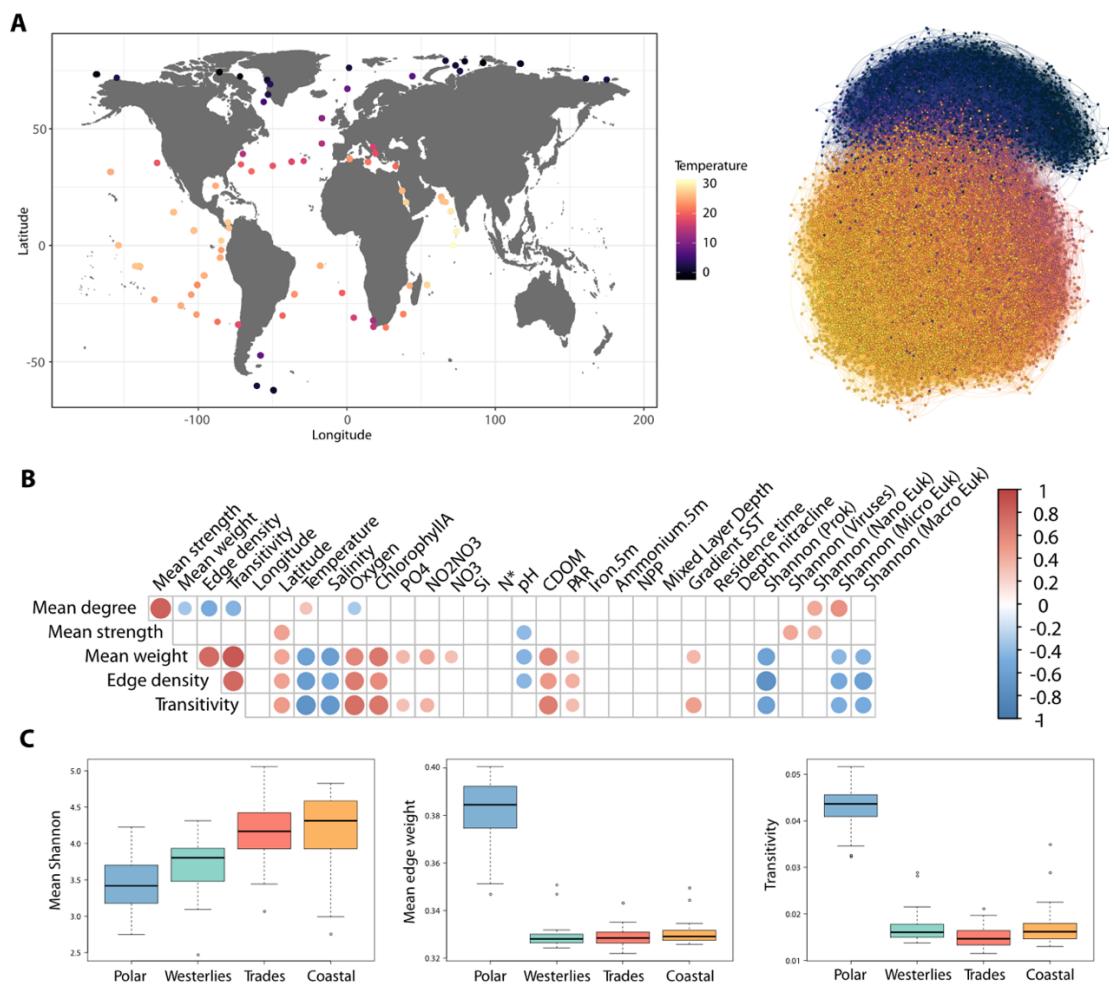 A
Latitude
50
0
-50
-100
0
100
200
Longitude
Temperature
30
20
10
0
B
Mean strength
Mean weight
Edge density
Transitivity
Longitude
Latitude
Temperature
Salinity
Oxygen
ChlorophyllA
PO4
NO2NO3
NO3
Si
N*
pH
CDOM
PAR
Iron.5m
Ammonium.5m
NPP
Mixed Layer Depth
Gradient SST
Residence time
Depth nitracline
Shannon (Prok)
Shannon (Viruses)
Shannon (Nano Euk)
Shannon (Micro Euk)
Shannon (Macro Euk)
Mean degree
Mean strength
Mean weight
Edge density
Transitivity
1
0.8
0.6
0.4
0.2
0
-0.2
-0.4
-0.6
-0.8
-1
C
Mean Shannon
5.0
4.5
4.0
3.5
3.0
2.5
Polar Westerlies Trades Coastal
Mean edge weight
0.40
0.38
0.36
0.34
0.32
Polar Westerlies Trades Coastal
Transitivity
0.05
0.04
0.03
0.02
0.01
Polar Westerlies Trades Coastal